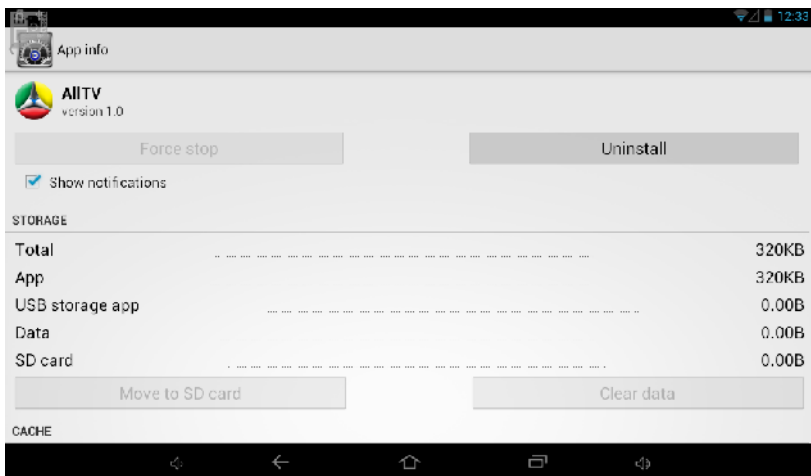 12:33
App info
AllTV
version 1.0
Force stop
Uninstall
Show notifications
STORAGE
Total 320KB
App 320KB
USB storage app 0.00B
Data 0.00B
SD card 0.00B
Move to SD card
Clear data
CACHE